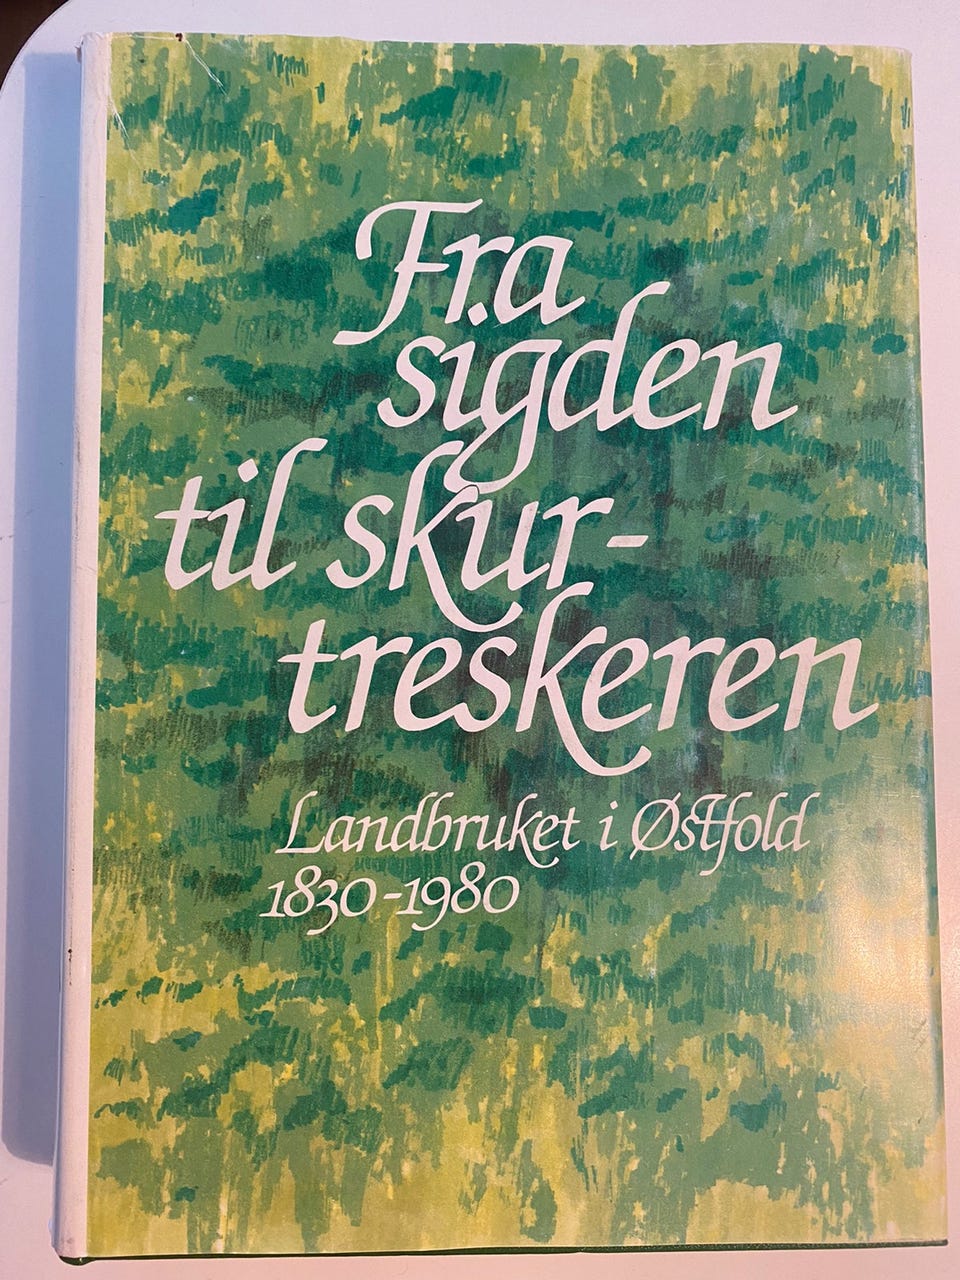 Fra
sigden
til skur-
treskeren
Landbruket i Østfold
1830-1980